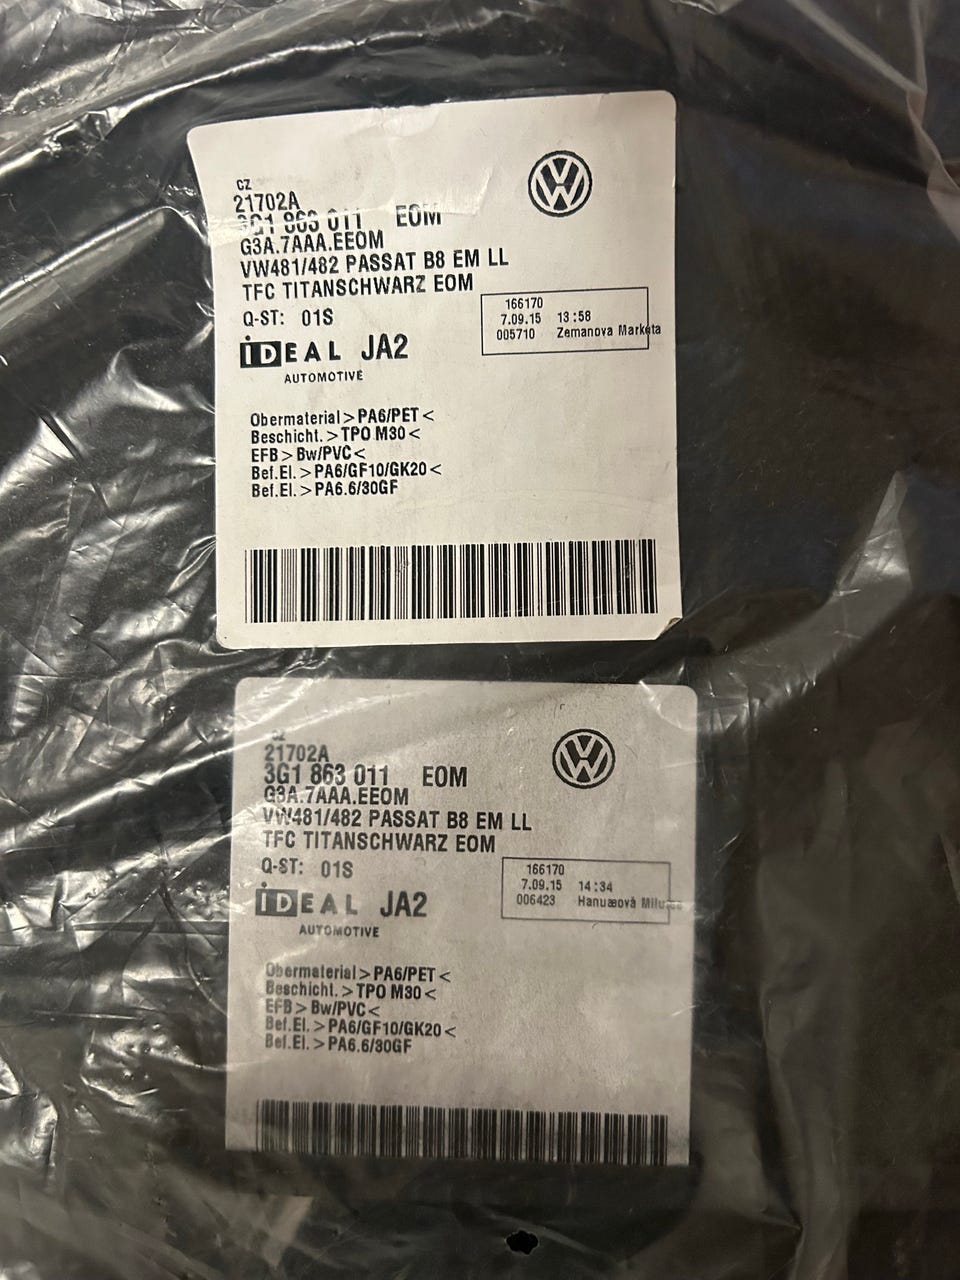 CZ
21702A
3G1 863 011 EOM
G3A.7AAA.EEOM
VW481/482 PASSAT B8 EM LL
TFC TITANSCHWARZ EOM
Q-ST: 01S
166170
7.09.15 13:58
005710 Zemanova Marketa
iDEAL JA2
AUTOMOTIVE
Obermaterial>PA6/PET<
Beschicht.>TPO M30<
EFB>Bw/PVC<
Bef.El.>PA6/GF10/GK20<
Bef.El.>PA6.6/30GF
CZ
21702A
3G1 863 011 EOM
G3A.7AAA.EEOM
VW481/482 PASSAT B8 EM LL
TFC TITANSCHWARZ EOM
Q-ST: 01S
166170
7.09.15 14:34
006423 Hanuæovà
iDEAL JA2
AUTOMOTIVE
Obermaterial>PA6/PET<
Beschicht.>TPO M30<
EFB>Bw/PVC<
Bef.El.>PA6/GF10/GK20<
Bef.El.>PA6.6/30GF